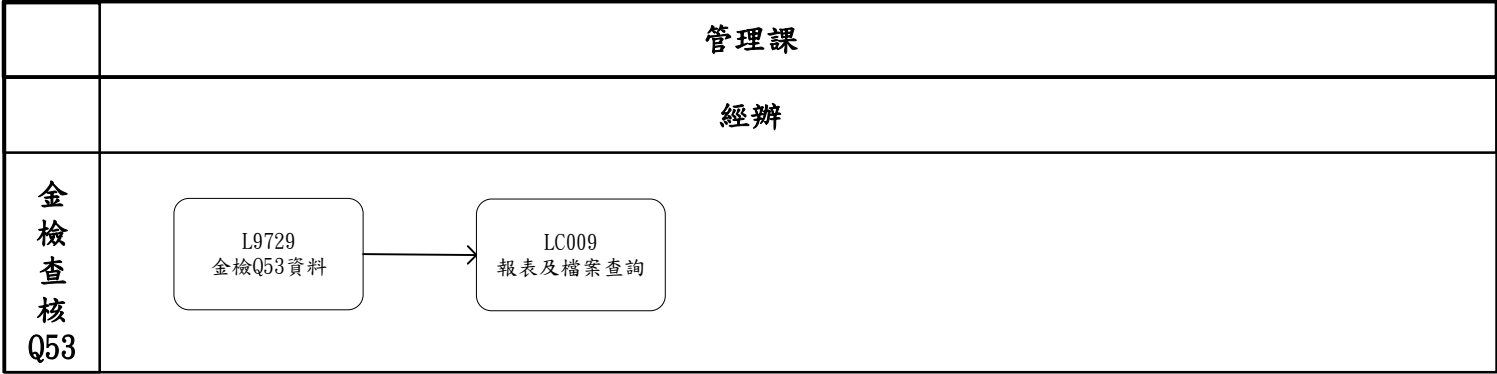 管理課
經辦
金
檢
查
核
Q53
L9729
金檢Q53資料
LC009
報表及檔案查詢